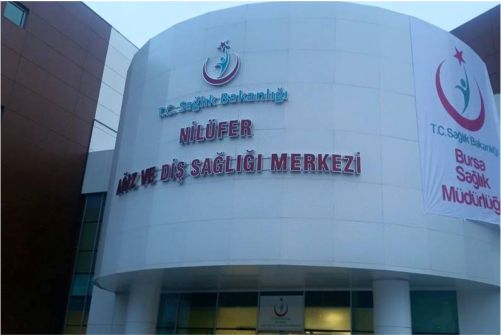 T.C. Sağlık Bakanlığı
NİLÜFER
AĞIZ VE DİŞ SAĞLIĞI MERKEZİ
T.C. Sağlık Bakanlığı
Bursa
Sağlık
Müdürlüğü